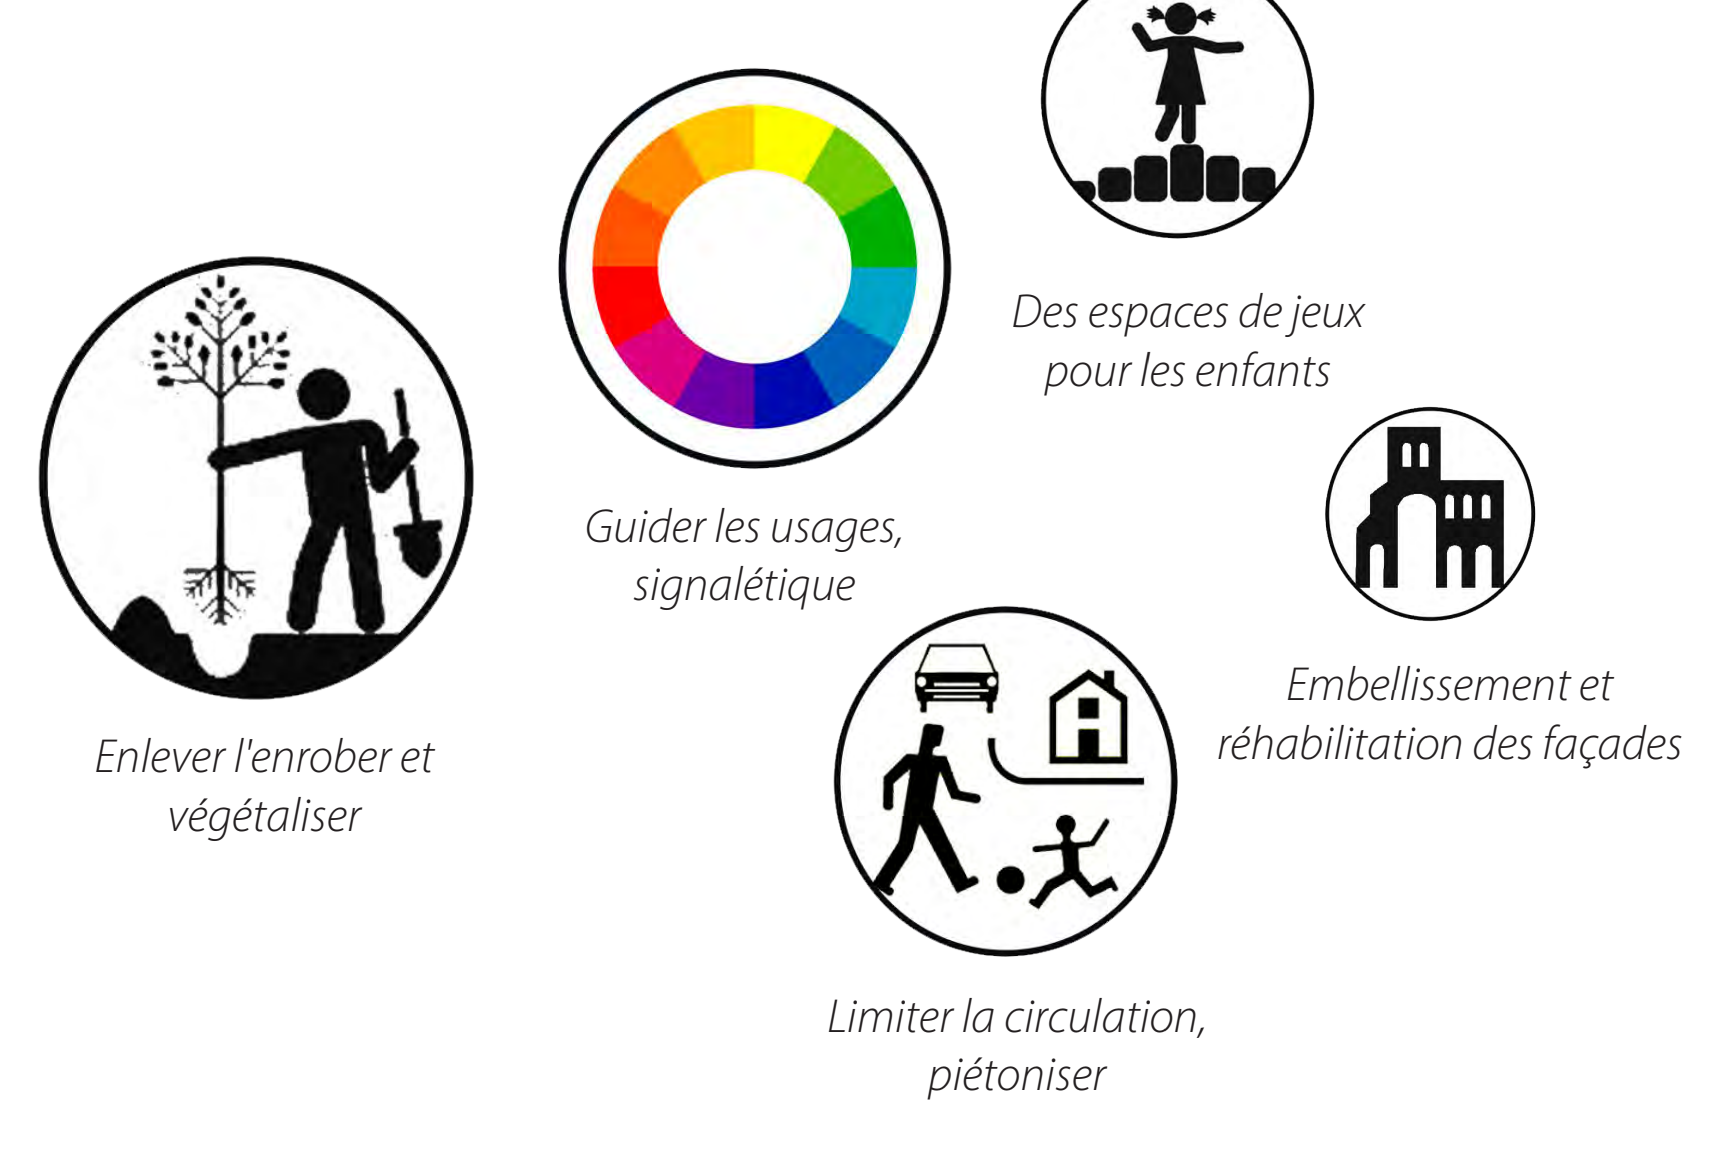 Des espaces de jeux
pour les enfants
Guider les usages,
signalétique
Embellissement et
réhabilitation des façades
Enlever l'enrober et
végétaliser
Limiter la circulation,
piétoniser